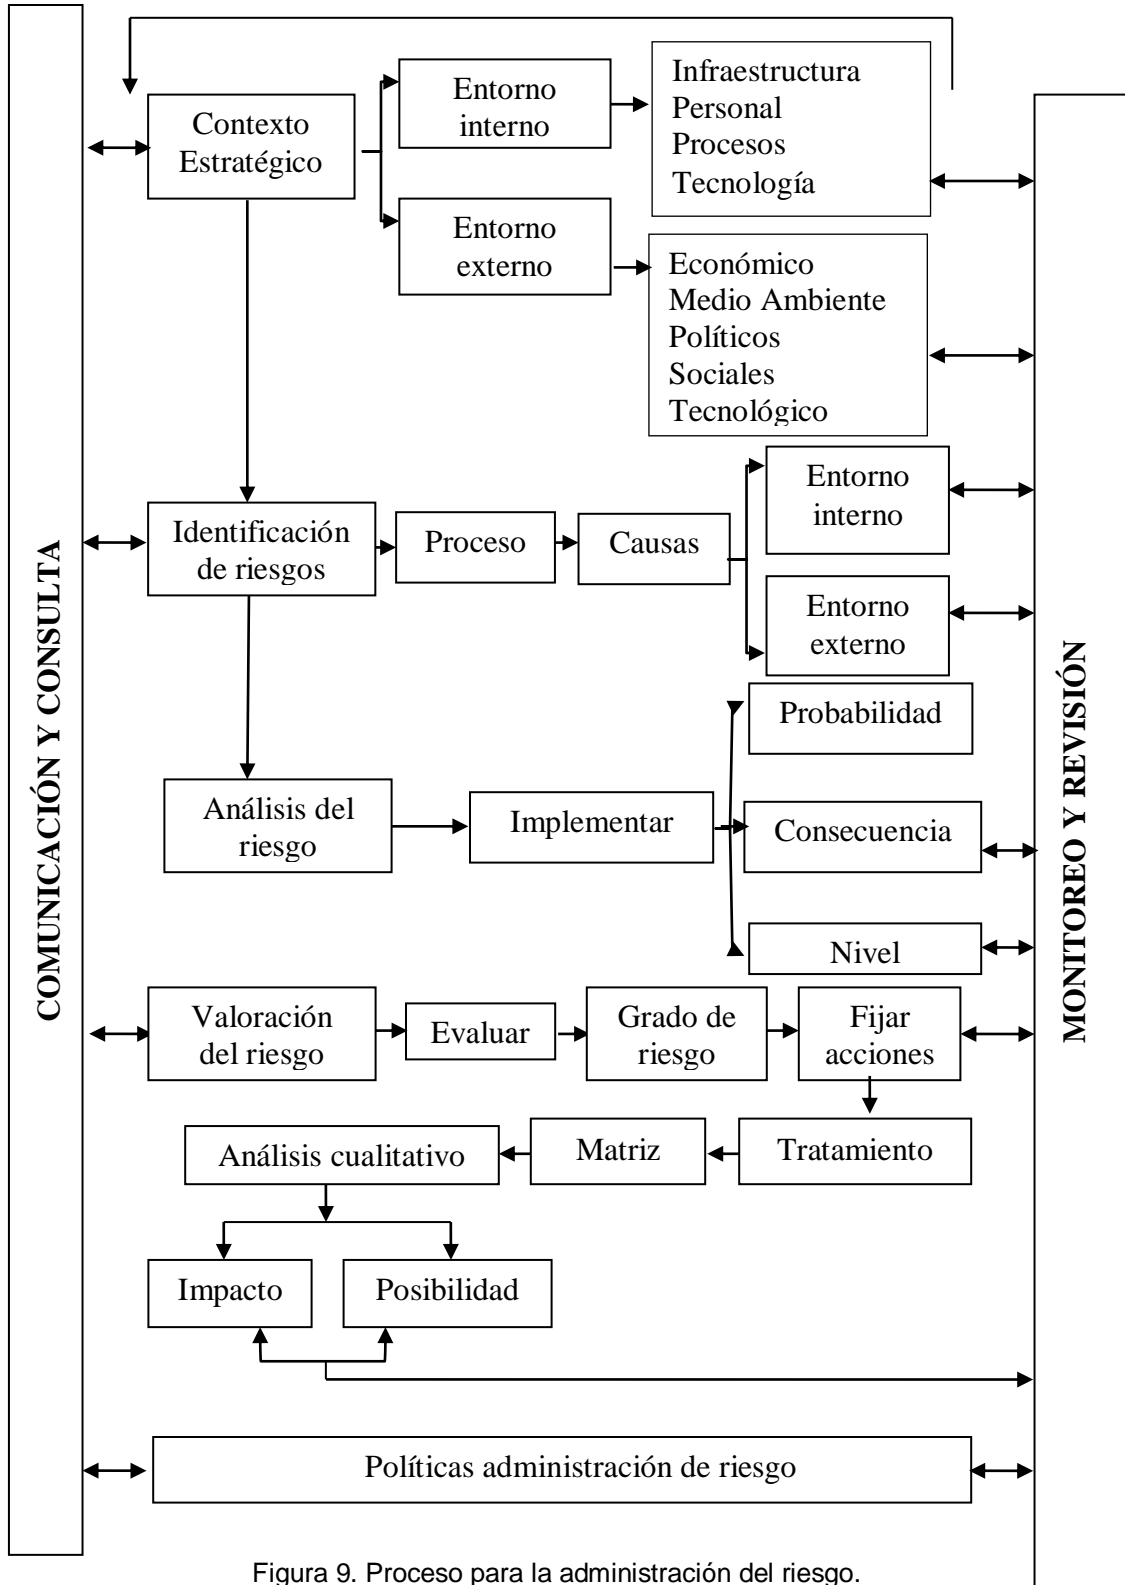 COMUNICACIÓN Y CONSULTA
Contexto
Estratégico
Entorno
interno
Infraestructura
Personal
Procesos
Tecnología
Entorno
externo
Económico
Medio Ambiente
Políticos
Sociales
Tecnológico
Identificación
de riesgos
Proceso
Causas
Entorno
interno
Entorno
externo
Análisis del
riesgo
Implementar
Probabilidad
Consecuencia
Nivel
Valoración
del riesgo
Evaluar
Grado de
riesgo
Fijar
acciones
Tratamiento
Matriz
Análisis cualitativo
Impacto
Posibilidad
Políticas administración de riesgo
MONITOREO Y REVISIÓN
Figura 9. Proceso para la administración del riesgo.